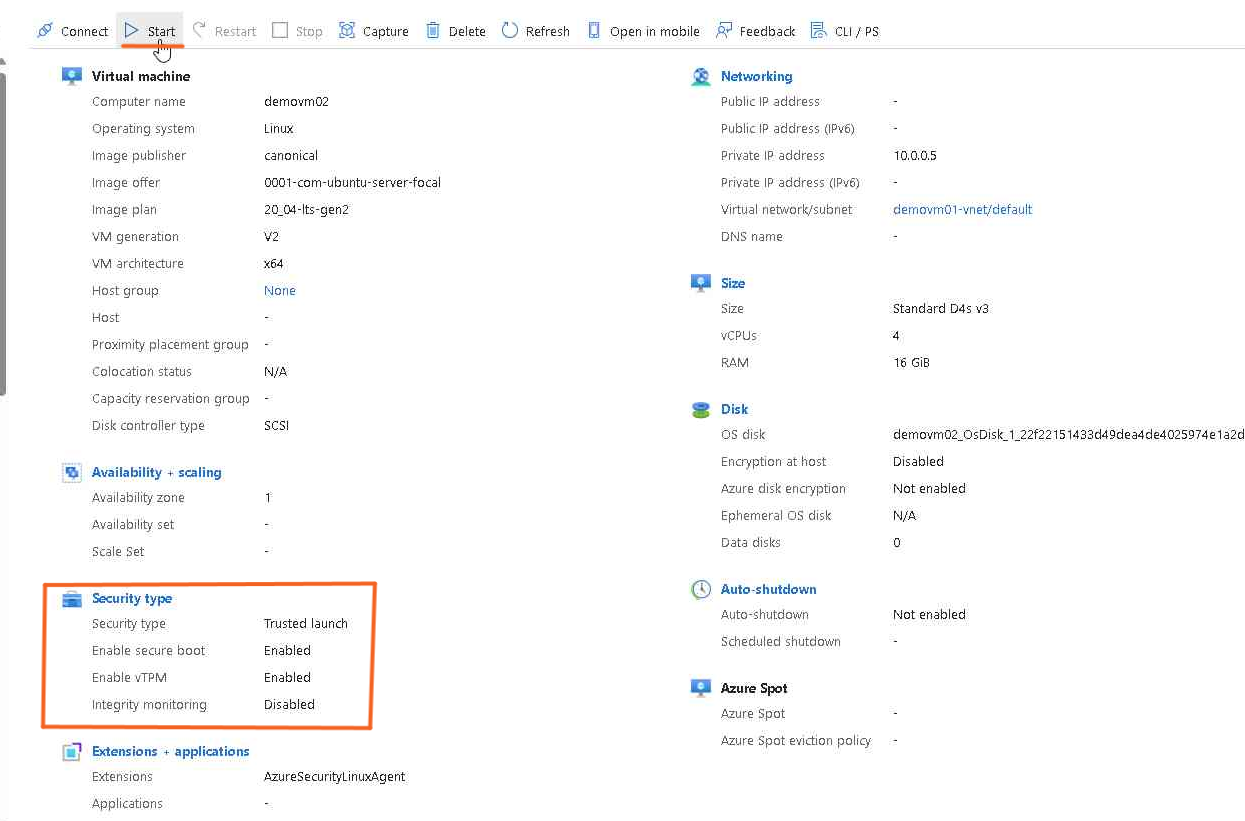 Connect Start Restart Stop Capture Delete Refresh Open in mobile Feedback CLI / PS
Virtual machine
Computer name demovm02
Operating system Linux
Image publisher canonical
Image offer 0001-com-ubuntu-server-focal
Image plan 20_04-lts-gen2
VM generation V2
VM architecture x64
Host group None
Host -
Proximity placement group -
Colocation status N/A
Capacity reservation group -
Disk controller type SCSI
Availability + scaling
Availability zone 1
Availability set -
Scale Set -
Security type
Security type Trusted launch
Enable secure boot Enabled
Enable vTPM Enabled
Integrity monitoring Disabled
Extensions + applications
Extensions AzureSecurityLinuxAgent
Applications -
Networking
Public IP address -
Public IP address (IPv6) -
Private IP address 10.0.0.5
Private IP address (IPv6) -
Virtual network/subnet demovm01-vnet/default
DNS name -
Size
Size Standard D4s v3
vCPUs 4
RAM 16 GiB
Disk
OS disk demovm02_OsDisk_1_22f22151433d49dea4de4025974e1a2d
Encryption at host Disabled
Azure disk encryption Not enabled
Ephemeral OS disk N/A
Data disks 0
Auto-shutdown
Auto-shutdown Not enabled
Scheduled shutdown -
Azure Spot
Azure Spot -
Azure Spot eviction policy -